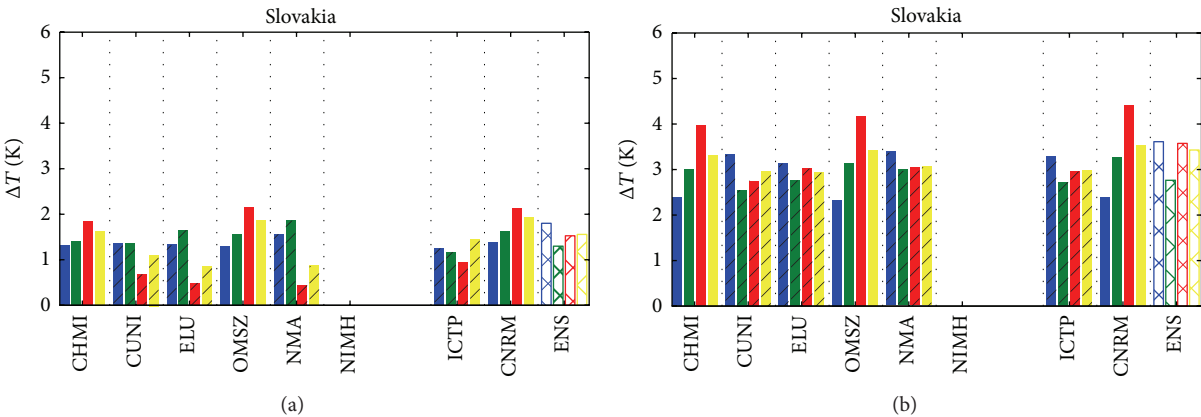 Slovakia
6
5
4
3
2
1
0
ΔT (K)
CHMI
CUNI
ELU
OMSZ
NMA
NIMH
ICTP
CNRM
ENS
(a)
Slovakia
6
5
4
3
2
1
0
ΔT (K)
CHMI
CUNI
ELU
OMSZ
NMA
NIMH
ICTP
CNRM
ENS
(b)